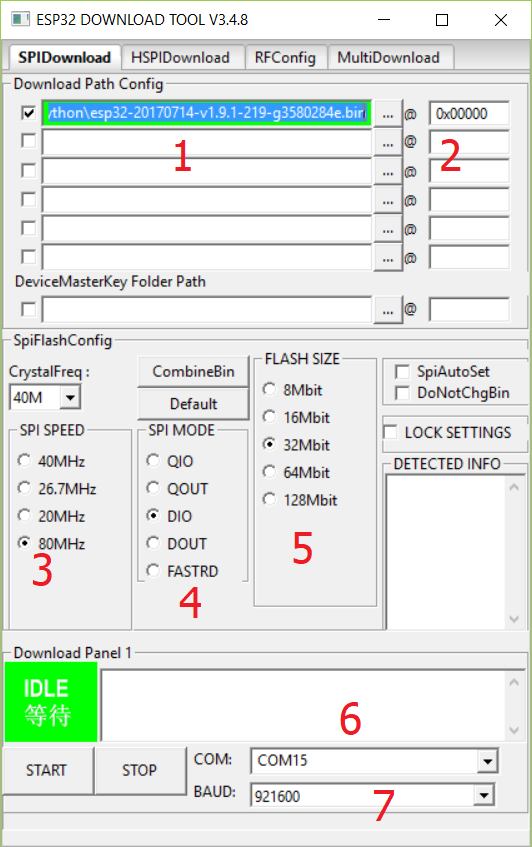 ESP32 DOWNLOAD TOOL V3.4.8
SPIDownload HSPIDownload RFConfig MultiDownload
Download Path Config
/thon\esp32-20170714-v1.9.1-219-g3580284e.bin ... @ 0x00000
... @
1 2
... @
... @
... @
... @
DeviceMasterKey Folder Path
... @
SpiFlashConfig
CrystalFreq :
40M
CombineBin
Default
SPI SPEED
40MHz
26.7MHz
20MHz
80MHz
3
SPI MODE
QIO
QOUT
DIO
DOUT
FASTRD
4
FLASH SIZE
8Mbit
16Mbit
32Mbit
64Mbit
128Mbit
5
SpiAutoSet
DoNotChgBin
LOCK SETTINGS
DETECTED INFO
Download Panel 1
IDLE
等待
6
START STOP
COM: COM15
BAUD: 921600
7